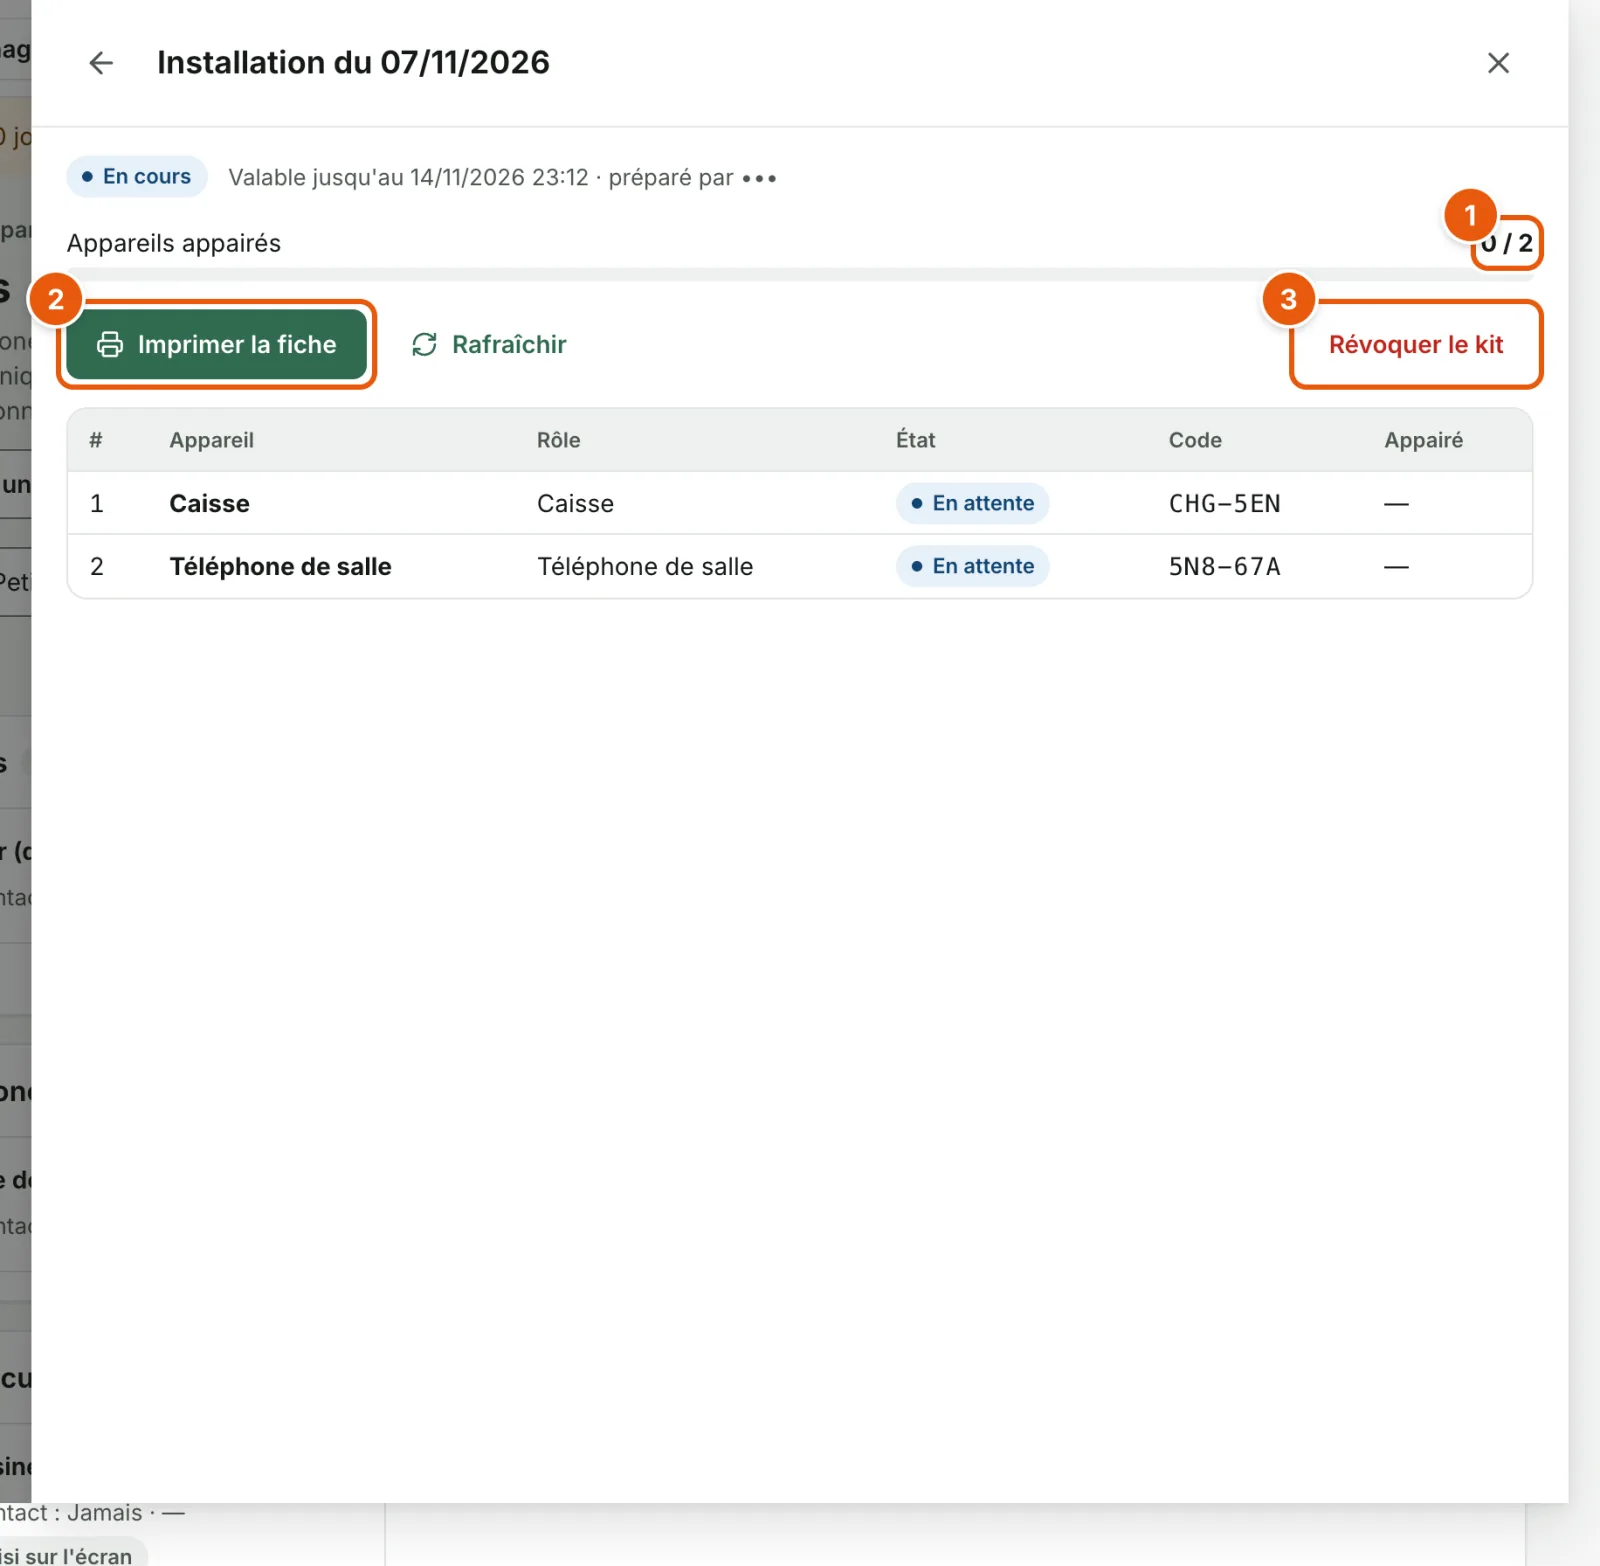 Installation du 07/11/2026
En cours
Valable jusqu'au 14/11/2026 23:12 · préparé par •••
Appareils appairés
1
0 / 2
2
Imprimer la fiche
Rafraîchir
3
Révoquer le kit
# Appareil Rôle État Code Appairé
1 Caisse Caisse En attente CHG-5EN —
2 Téléphone de salle Téléphone de salle En attente 5N8-67A —
: Jamais · —
sur l'écran